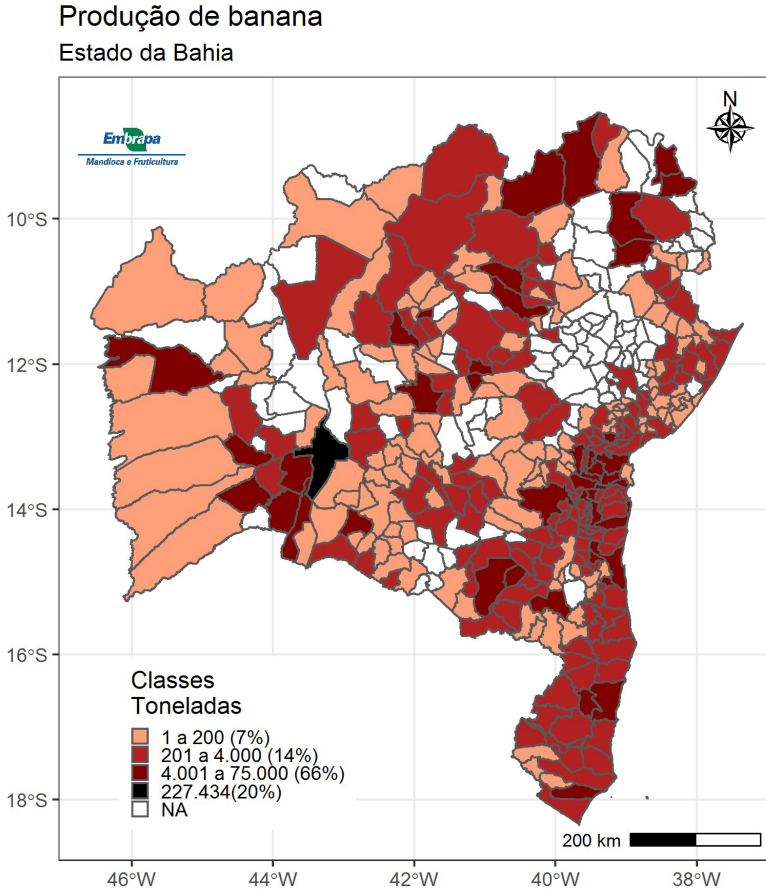 Produção de banana
Estado da Bahia
N
Embrapa
Mandioca e Fruticultura
10°S
12°S
14°S
16°S
18°S
Classes
Toneladas
1 a 200 (7%)
201 a 4.000 (14%)
4.001 a 75.000 (66%)
227.434(20%)
NA
200 km
46°W
44°W
42°W
40°W
38°W